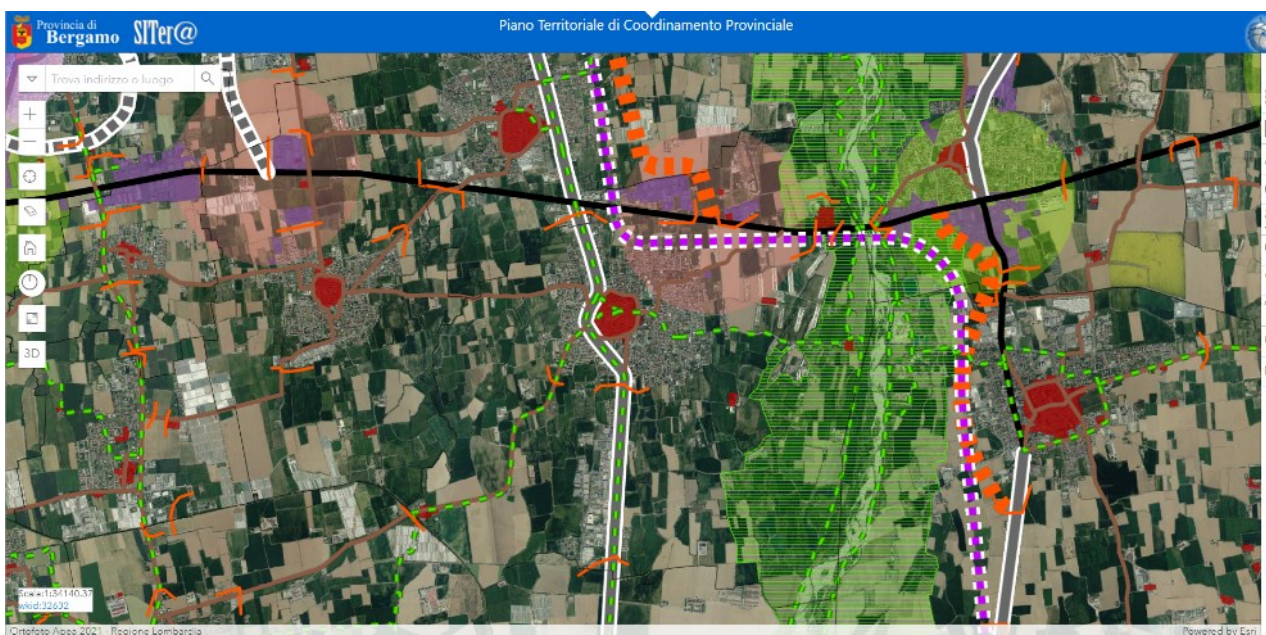 Provincia di
Bergamo SITer@
Piano Territoriale di Coordinamento Provinciale
Trova indirizzo o luogo
3D
Scala:1:34140.37
wkid:32632
Ortofoto Agea 2021 - Regione Lombardia
Powered by Esri